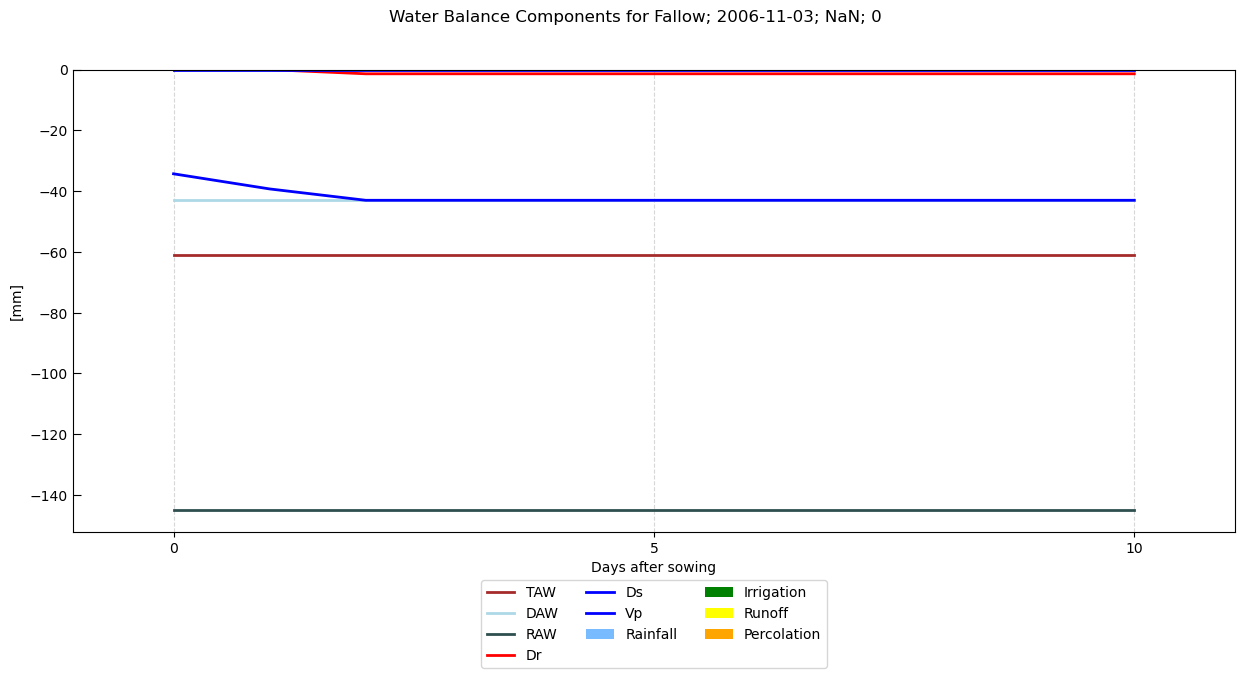 Water Balance Components for Fallow; 2006-11-03; NaN; 0
0
−20
−40
−60
−80
−100
−120
−140
[mm]
0 5 10
Days after sowing
TAW Ds Irrigation
DAW Vp Runoff
RAW Rainfall Percolation
Dr